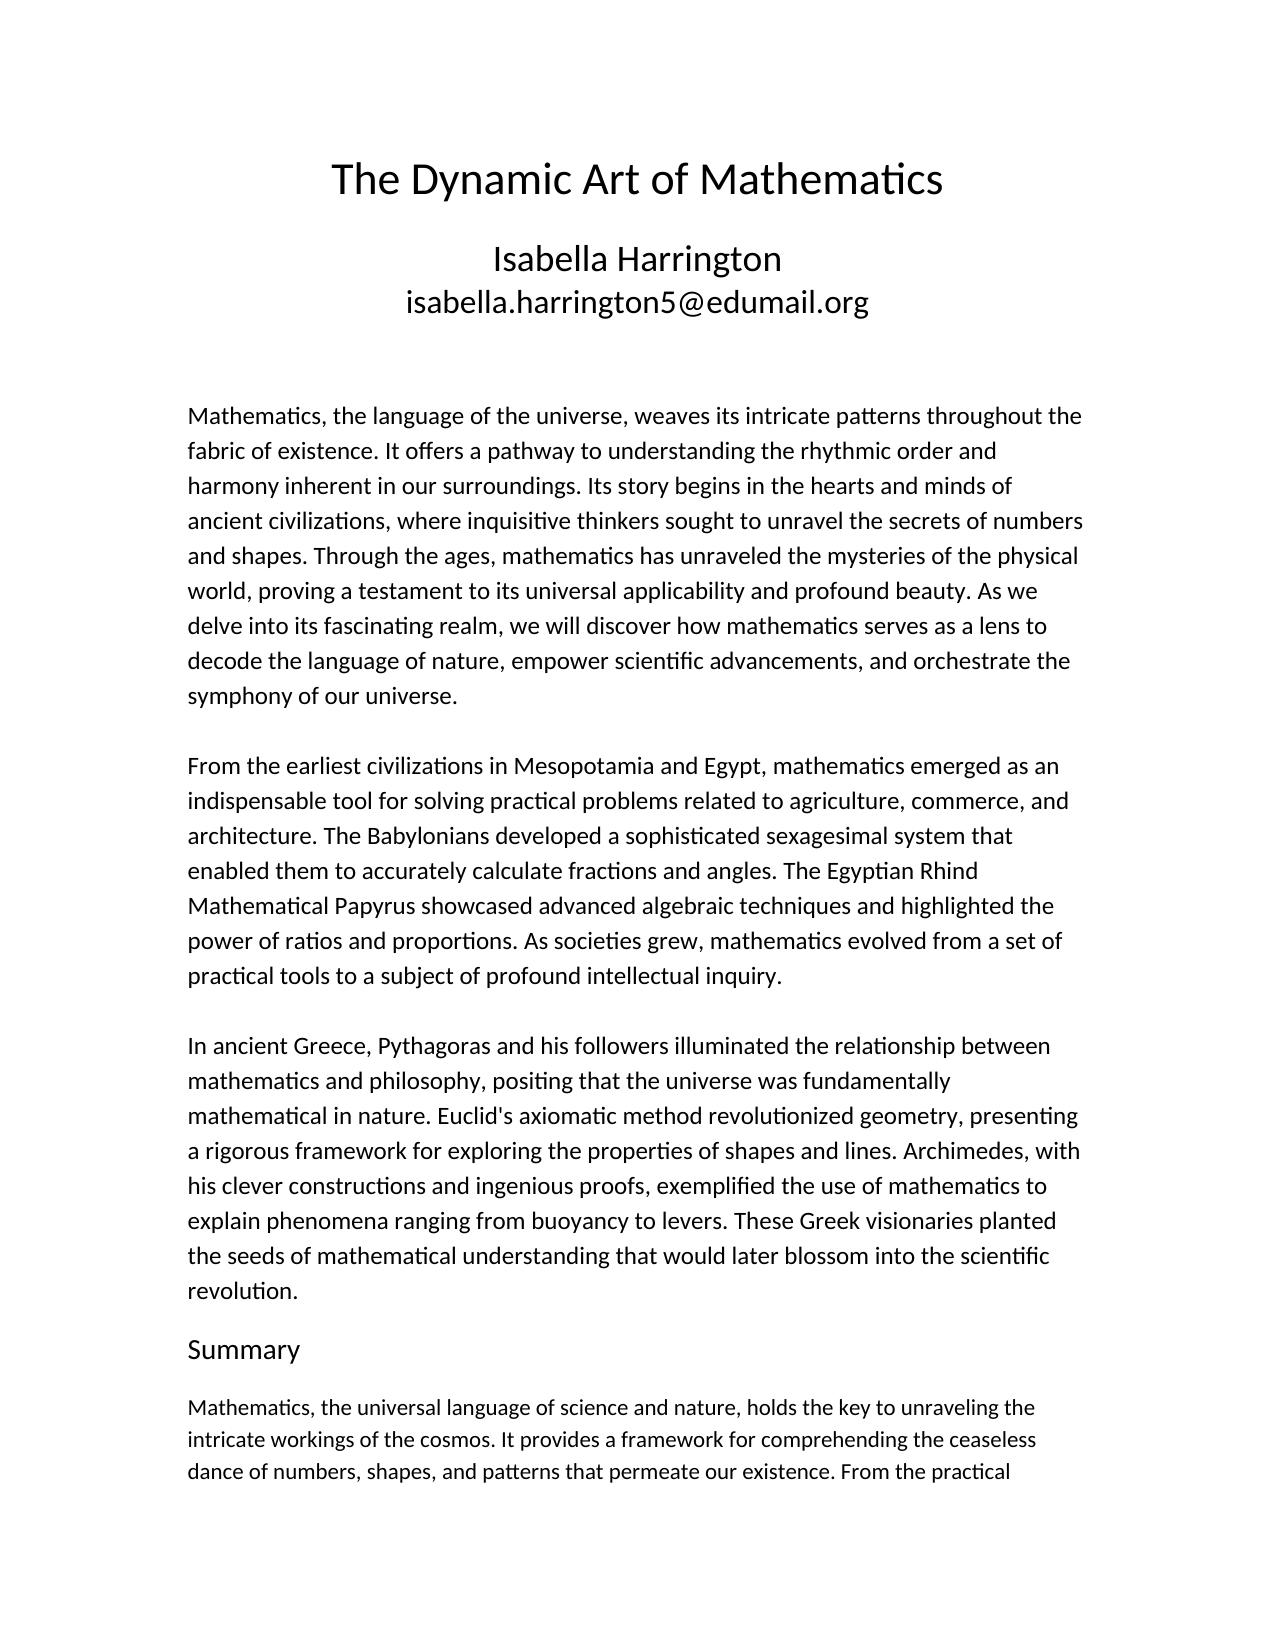 The Dynamic Art of Mathematics
Isabella Harrington
isabella.harrington5@edumail.org
Mathematics, the language of the universe, weaves its intricate patterns throughout the
fabric of existence. It offers a pathway to understanding the rhythmic order and
harmony inherent in our surroundings. Its story begins in the hearts and minds of
ancient civilizations, where inquisitive thinkers sought to unravel the secrets of numbers
and shapes. Through the ages, mathematics has unraveled the mysteries of the physical
world, proving a testament to its universal applicability and profound beauty. As we
delve into its fascinating realm, we will discover how mathematics serves as a lens to
decode the language of nature, empower scientific advancements, and orchestrate the
symphony of our universe.
From the earliest civilizations in Mesopotamia and Egypt, mathematics emerged as an
indispensable tool for solving practical problems related to agriculture, commerce, and
architecture. The Babylonians developed a sophisticated sexagesimal system that
enabled them to accurately calculate fractions and angles. The Egyptian Rhind
Mathematical Papyrus showcased advanced algebraic techniques and highlighted the
power of ratios and proportions. As societies grew, mathematics evolved from a set of
practical tools to a subject of profound intellectual inquiry.
In ancient Greece, Pythagoras and his followers illuminated the relationship between
mathematics and philosophy, positing that the universe was fundamentally
mathematical in nature. Euclid's axiomatic method revolutionized geometry, presenting
a rigorous framework for exploring the properties of shapes and lines. Archimedes, with
his clever constructions and ingenious proofs, exemplified the use of mathematics to
explain phenomena ranging from buoyancy to levers. These Greek visionaries planted
the seeds of mathematical understanding that would later blossom into the scientific
revolution.
Summary
Mathematics, the universal language of science and nature, holds the key to unraveling the
intricate workings of the cosmos. It provides a framework for comprehending the ceaseless
dance of numbers, shapes, and patterns that permeate our existence. From the practical